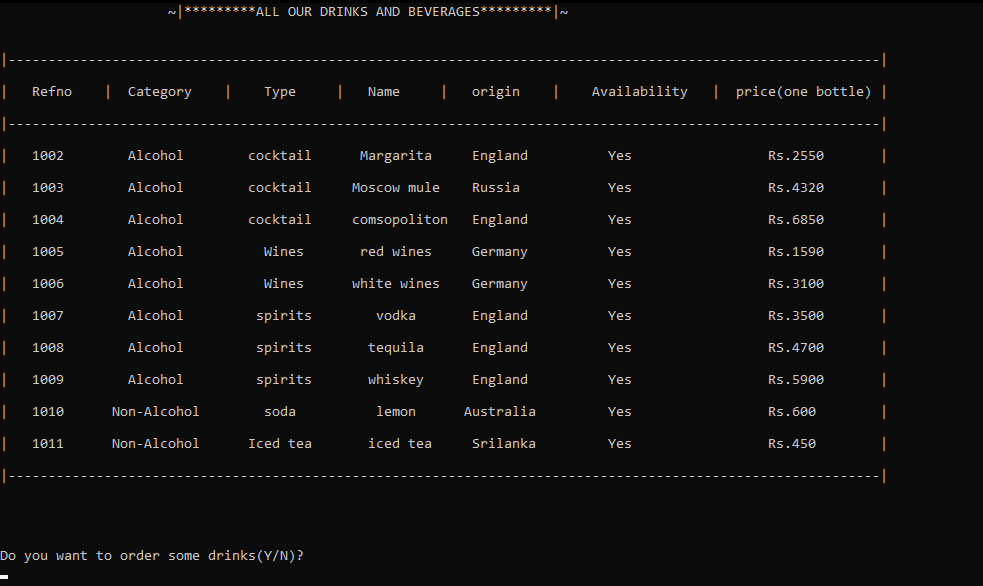 ~|*********ALL OUR DRINKS AND BEVERAGES*********|~
|-------------------------------------------------------------------------------------------------------------|
| Refno | Category | Type | Name | origin | Availability | price(one bottle) |
|-------------------------------------------------------------------------------------------------------------|
| 1002 Alcohol cocktail Margarita England Yes Rs.2550 |
| 1003 Alcohol cocktail Moscow mule Russia Yes Rs.4320 |
| 1004 Alcohol cocktail comsopoliton England Yes Rs.6850 |
| 1005 Alcohol Wines red wines Germany Yes Rs.1590 |
| 1006 Alcohol Wines white wines Germany Yes Rs.3100 |
| 1007 Alcohol spirits vodka England Yes Rs.3500 |
| 1008 Alcohol spirits tequila England Yes RS.4700 |
| 1009 Alcohol spirits whiskey England Yes Rs.5900 |
| 1010 Non-Alcohol soda lemon Australia Yes Rs.600 |
| 1011 Non-Alcohol Iced tea iced tea Srilanka Yes Rs.450 |
|-------------------------------------------------------------------------------------------------------------|
Do you want to order some drinks(Y/N)?